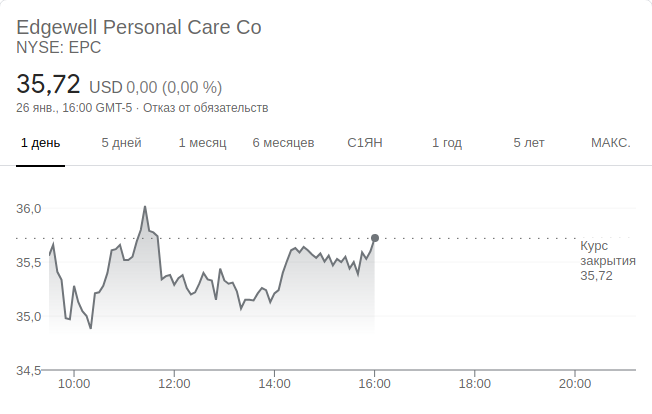 Edgewell Personal Care Co
NYSE: EPC
35,72 USD 0,00 (0,00 %)
26 янв., 16:00 GMT-5 · Отказ от обязательств
1 день 5 дней 1 месяц 6 месяцев С1ЯН 1 год 5 лет МАКС.
36,0
35,5
35,0
34,5
Курс
закрытия
35,72
10:00 12:00 14:00 16:00 18:00 20:00